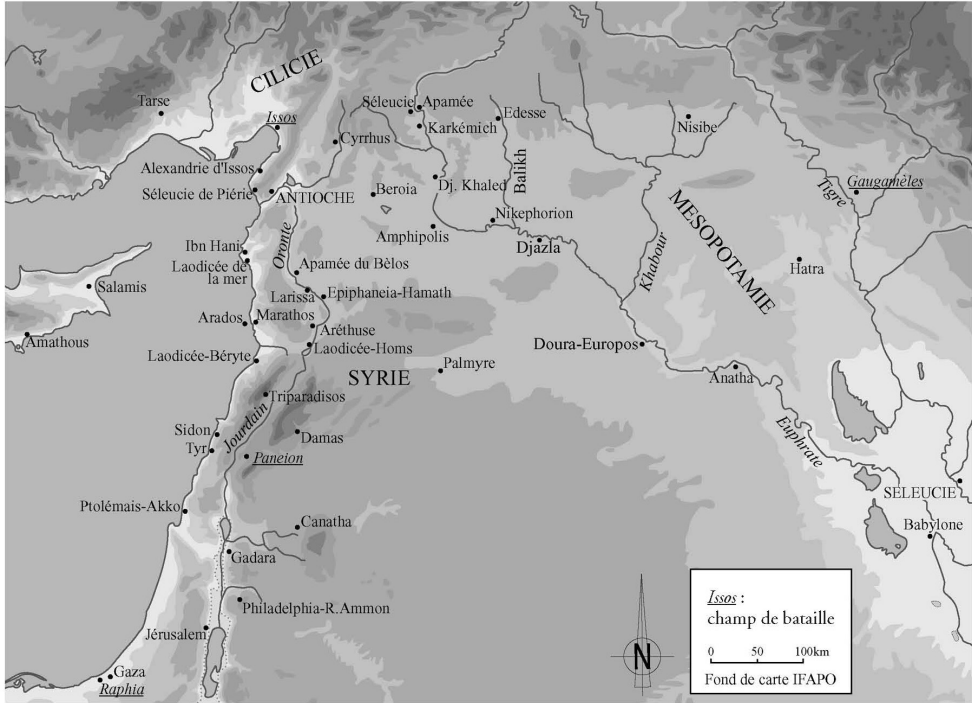 CILICIE
Tarse
Issos
Séleucie
Apamée
Karkémich
Edesse
Nisibe
Cyrrhus
Alexandrie d'Issos
Séleucie de Piérie
ANTIOCHE
Beroia
Dj. Khaled
Balikh
Tigre
Gaugamèles
Nikephorion
MESOPOTAMIE
Amphipolis
Djazla
Khabour
Hatra
Ibn Hani
Oronte
Laodicée de
la mer
Apamée du Bèlos
Salamis
Larissa
Epiphaneia-Hamath
Arados
Marathos
Aréthuse
Amathous
Laodicée-Homs
Doura-Europos
Laodicée-Béryte
SYRIE
Palmyre
Anatha
Triparadisos
Jourdain
Sidon
Damas
Tyr
Paneion
Euphrate
SELEUCIE
Ptolémais-Akko
Canatha
Babylone
Gadara
Philadelphia-R.Ammon
Jérusalem
Gaza
Raphia
N
Issos :
champ de bataille
0 50 100km
Fond de carte IFAPO